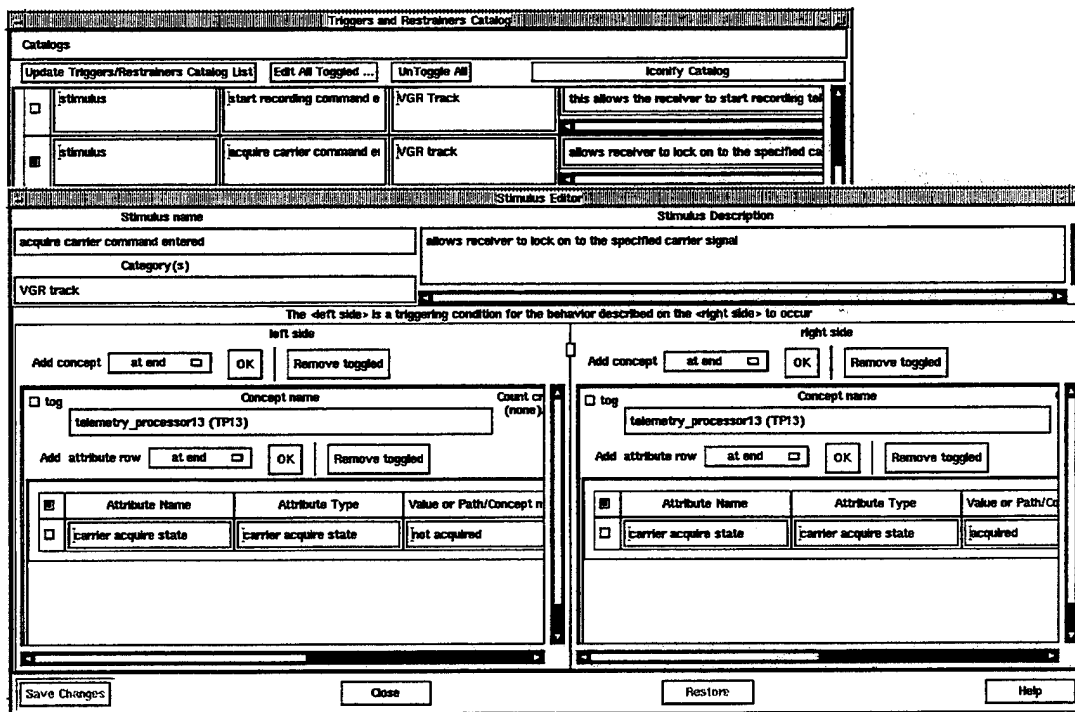 Triggers and Restrainers Catalog
Catalogs
Update Triggers/Restrainers Catalog List Edit All Toggled ... UnToggle All Iconify Catalog
stimulus start recording command e VGR Track this allows the receiver to start recording tel
stimulus acquire carrier command en VGR track allows receiver to lock on to the specified ca
Stimulus Editor
Stimulus name Stimulus Description
acquire carrier command entered allows receiver to lock on to the specified carrier signal
Category(s)
VGR track
The <left side> is a triggering condition for the behavior described on the <right side> to occur
left side right side
Add concept at end OK Remove toggled Add concept at end OK Remove toggled
tog Concept name Count cr tog Concept name
(none).
telemetry_processor13 (TP13) telemetry_processor13 (TP13)
Add attribute row at end OK Remove toggled Add attribute row at end OK Remove toggled
Attribute Name Attribute Type Value or Path/Concept n Attribute Name Attribute Type Value or Path/Co
carrier acquire state carrier acquire state not acquired carrier acquire state carrier acquire state acquired
Save Changes Close Restore Help